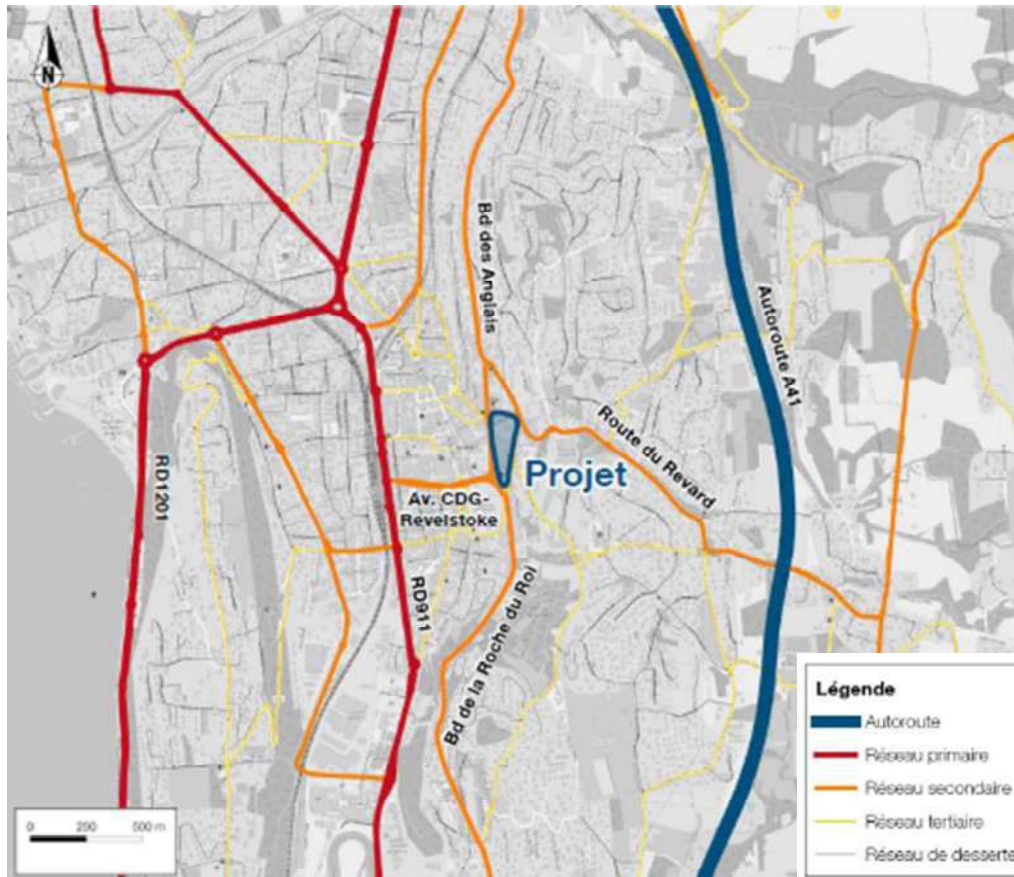 N
Bd des Anglais
Autoroute A41
Route du Revard
Projet
Av. CDG-
Revelstoke
RD1201
RD911
Bd de la Roche du Roi
Légende
Autoroute
Réseau primaire
Réseau secondaire
Réseau tertiaire
Réseau de desserte
0 250 500 m